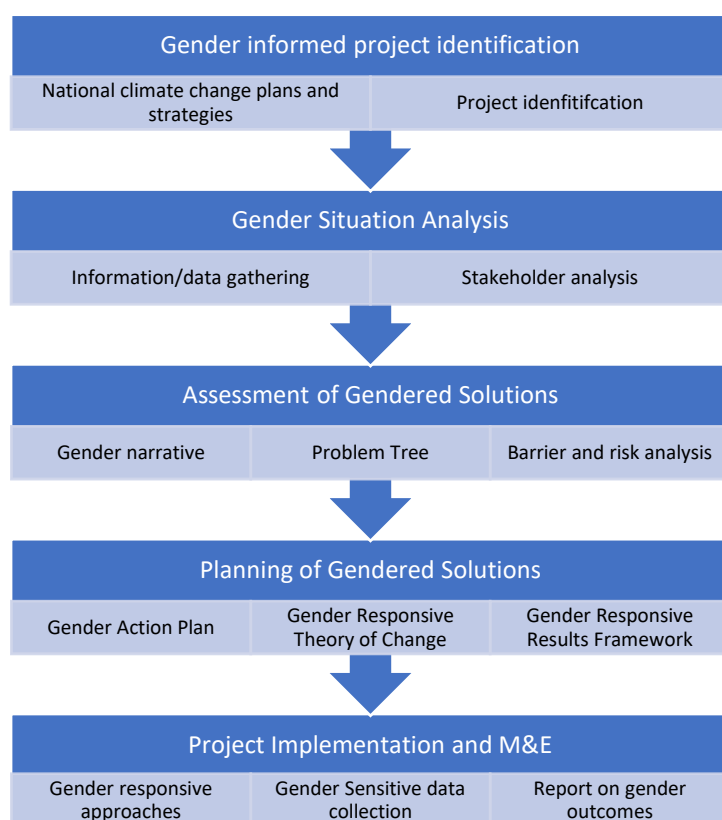 Gender informed project identification
National climate change plans and
strategies
Project idenfitifcation
Gender Situation Analysis
Information/data gathering
Stakeholder analysis
Assessment of Gendered Solutions
Gender narrative
Problem Tree
Barrier and risk analysis
Planning of Gendered Solutions
Gender Action Plan
Gender Responsive
Theory of Change
Gender Responsive
Results Framework
Project Implementation and M&E
Gender responsive
approaches
Gender Sensitive data
collection
Report on gender
outcomes